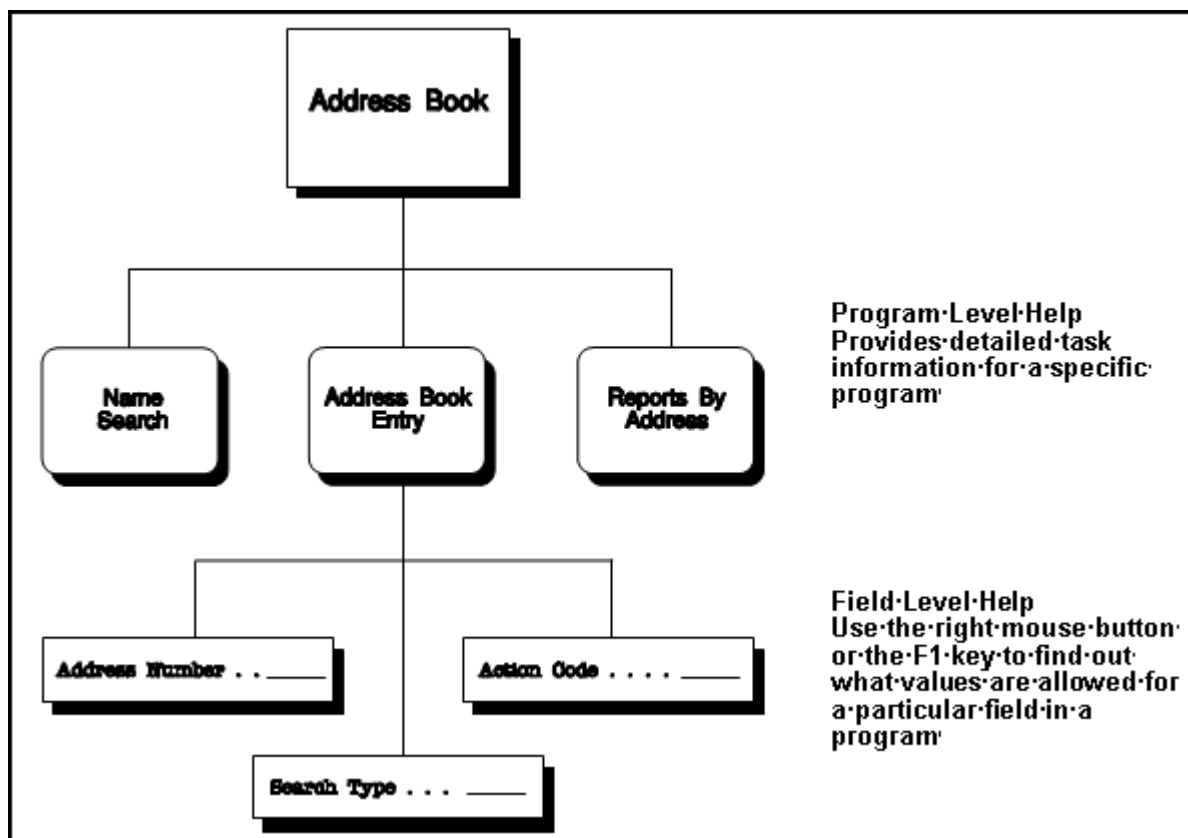 Address Book
Name
Search
Address Book
Entry
Reports By
Address
Program·Level·Help
Provides·detailed·task
information·for·a·specific·
program
Address Number . . _____
Action Code . . . . _____
Search Type . . . _____
Field·Level·Help
Use·the·right·mouse·button·
or·the·F1·key·to·find·out·
what·values·are·allowed·for
a·particular·field·in·a
program